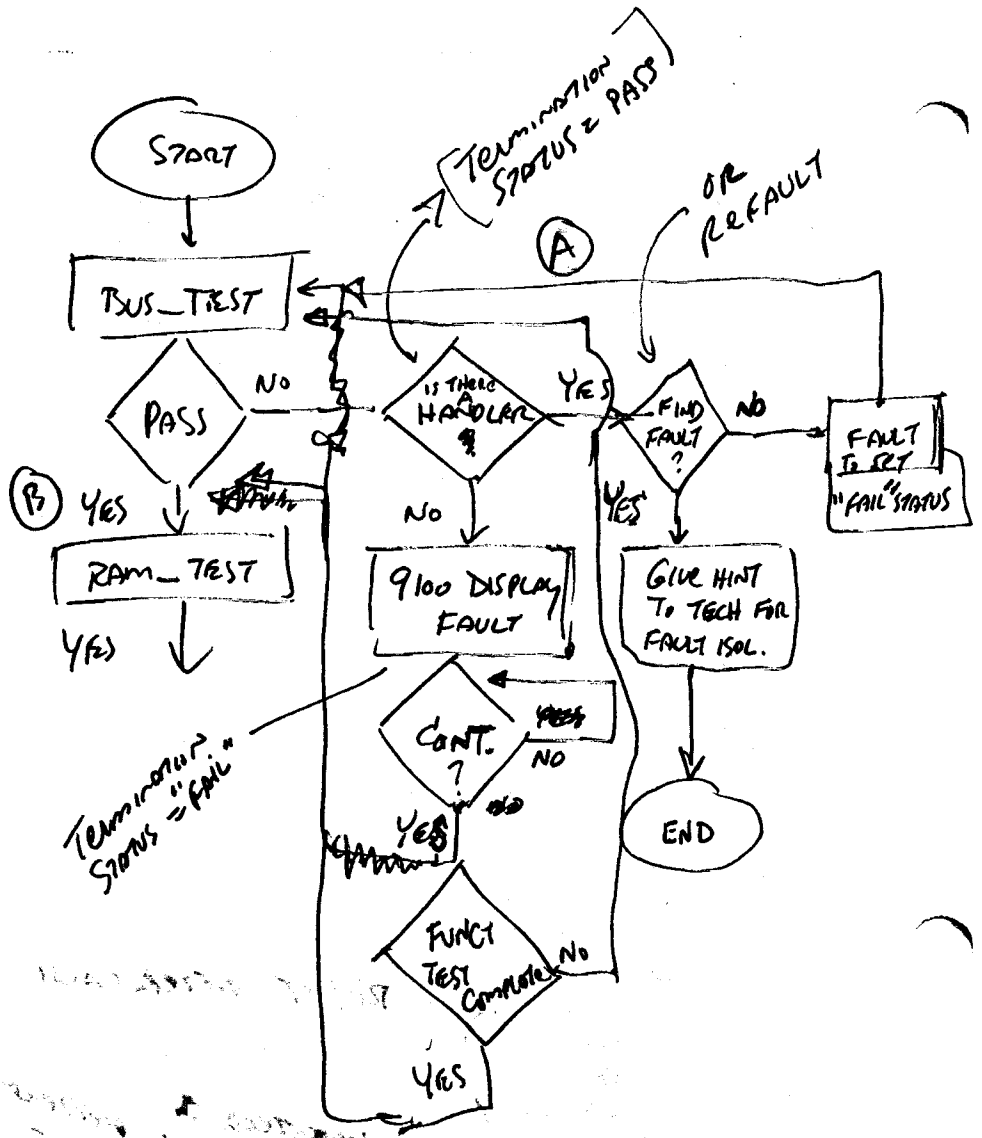 START
TERMINATION
STATUS = PASS
OR
REFAULT
A
BUS_TEST
NO
PASS
IS THERE
A
HANDLER
?
YES
FIND
FAULT
?
NO
FAULT
TO SET
"FAIL" STATUS
B
YES
NO
YES
RAM_TEST
9100 DISPLAY
FAULT
GIVE HINT
TO TECH FOR
FAULT ISOL.
YES
CONT.
?
NO
TERMINATION
STATUS = "FAIL"
YES
END
FUNCT
TEST
COMPLETE
NO
YES